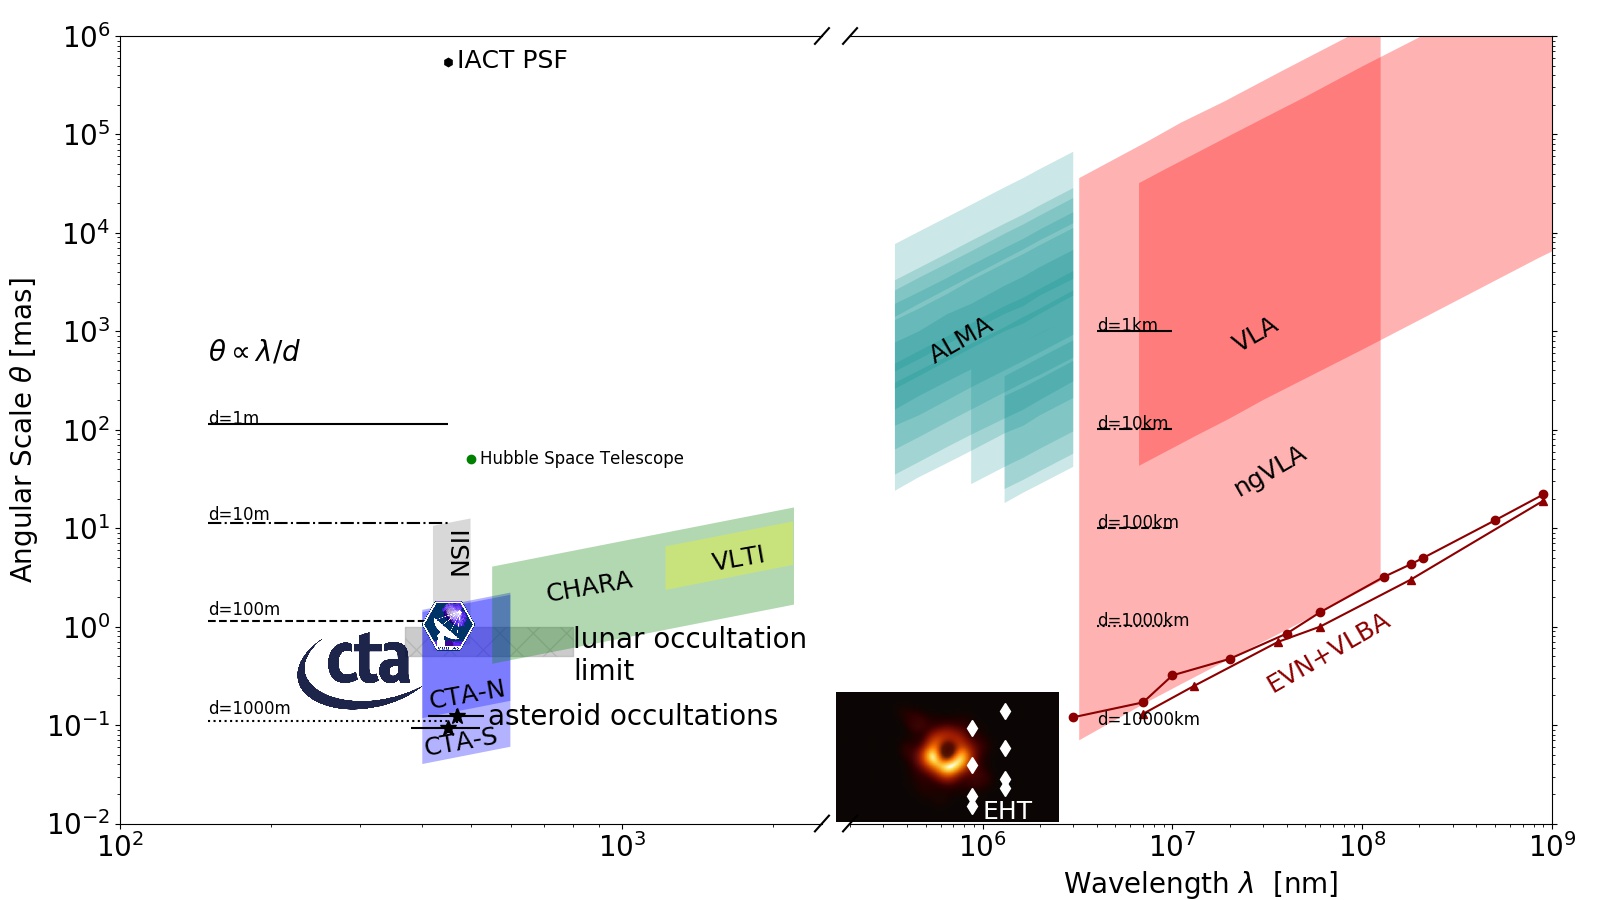 10⁶
10⁵
10⁴
10³
10²
10¹
10⁰
10⁻¹
10⁻²
Angular Scale θ [mas]
IACT PSF
θ ∝ λ/d
d=1m
Hubble Space Telescope
d=10m
NSII
CHARA
VLTI
d=100m
lunar occultation
limit
cta
CTA-N
d=1000m
asteroid occultations
CTA-S
ALMA
d=1km
VLA
d=10km
ngVLA
d=100km
d=1000km
EVN+VLBA
d=10000km
EHT
10²
10³
10⁶
10⁷
10⁸
10⁹
Wavelength λ [nm]